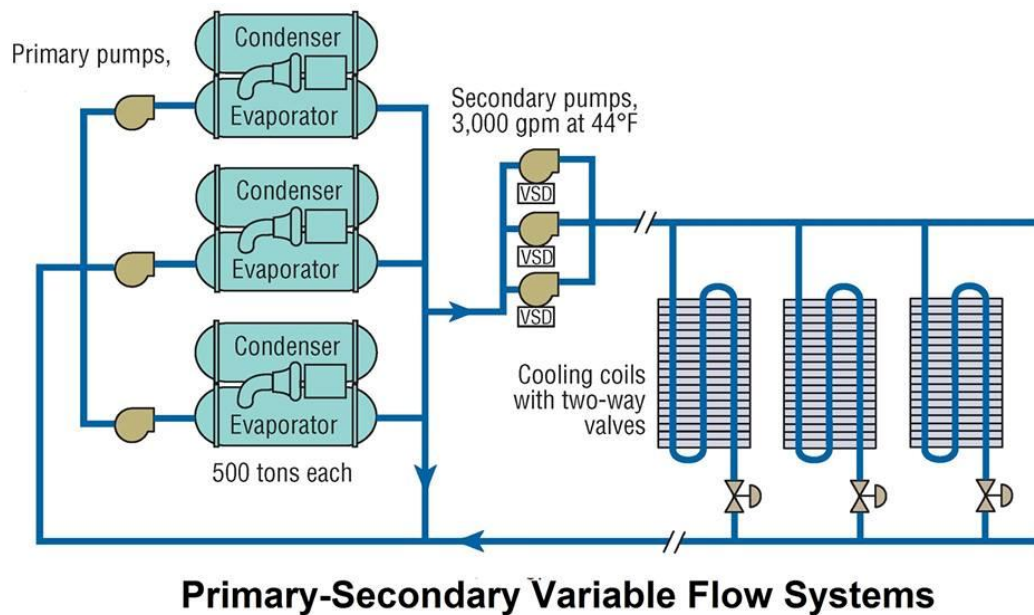 Primary pumps,
Condenser
Evaporator
Condenser
Evaporator
Condenser
Evaporator
500 tons each
Secondary pumps,
3,000 gpm at 44°F
VSD
VSD
VSD
Cooling coils
with two-way
valves
Primary-Secondary Variable Flow Systems